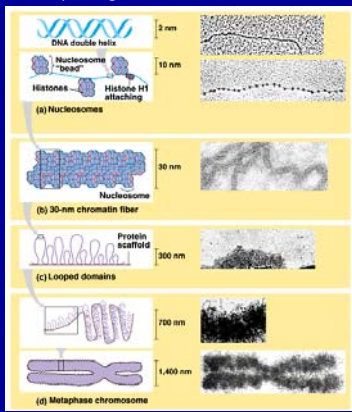 DNA double helix
2 nm
Nucleosome
"bead"
10 nm
Histones
Histone H1
attaching
(a) Nucleosomes
30 nm
Nucleosome
(b) 30-nm chromatin fiber
Protein
scaffold
300 nm
(c) Looped domains
700 nm
1,400 nm
(d) Metaphase chromosome